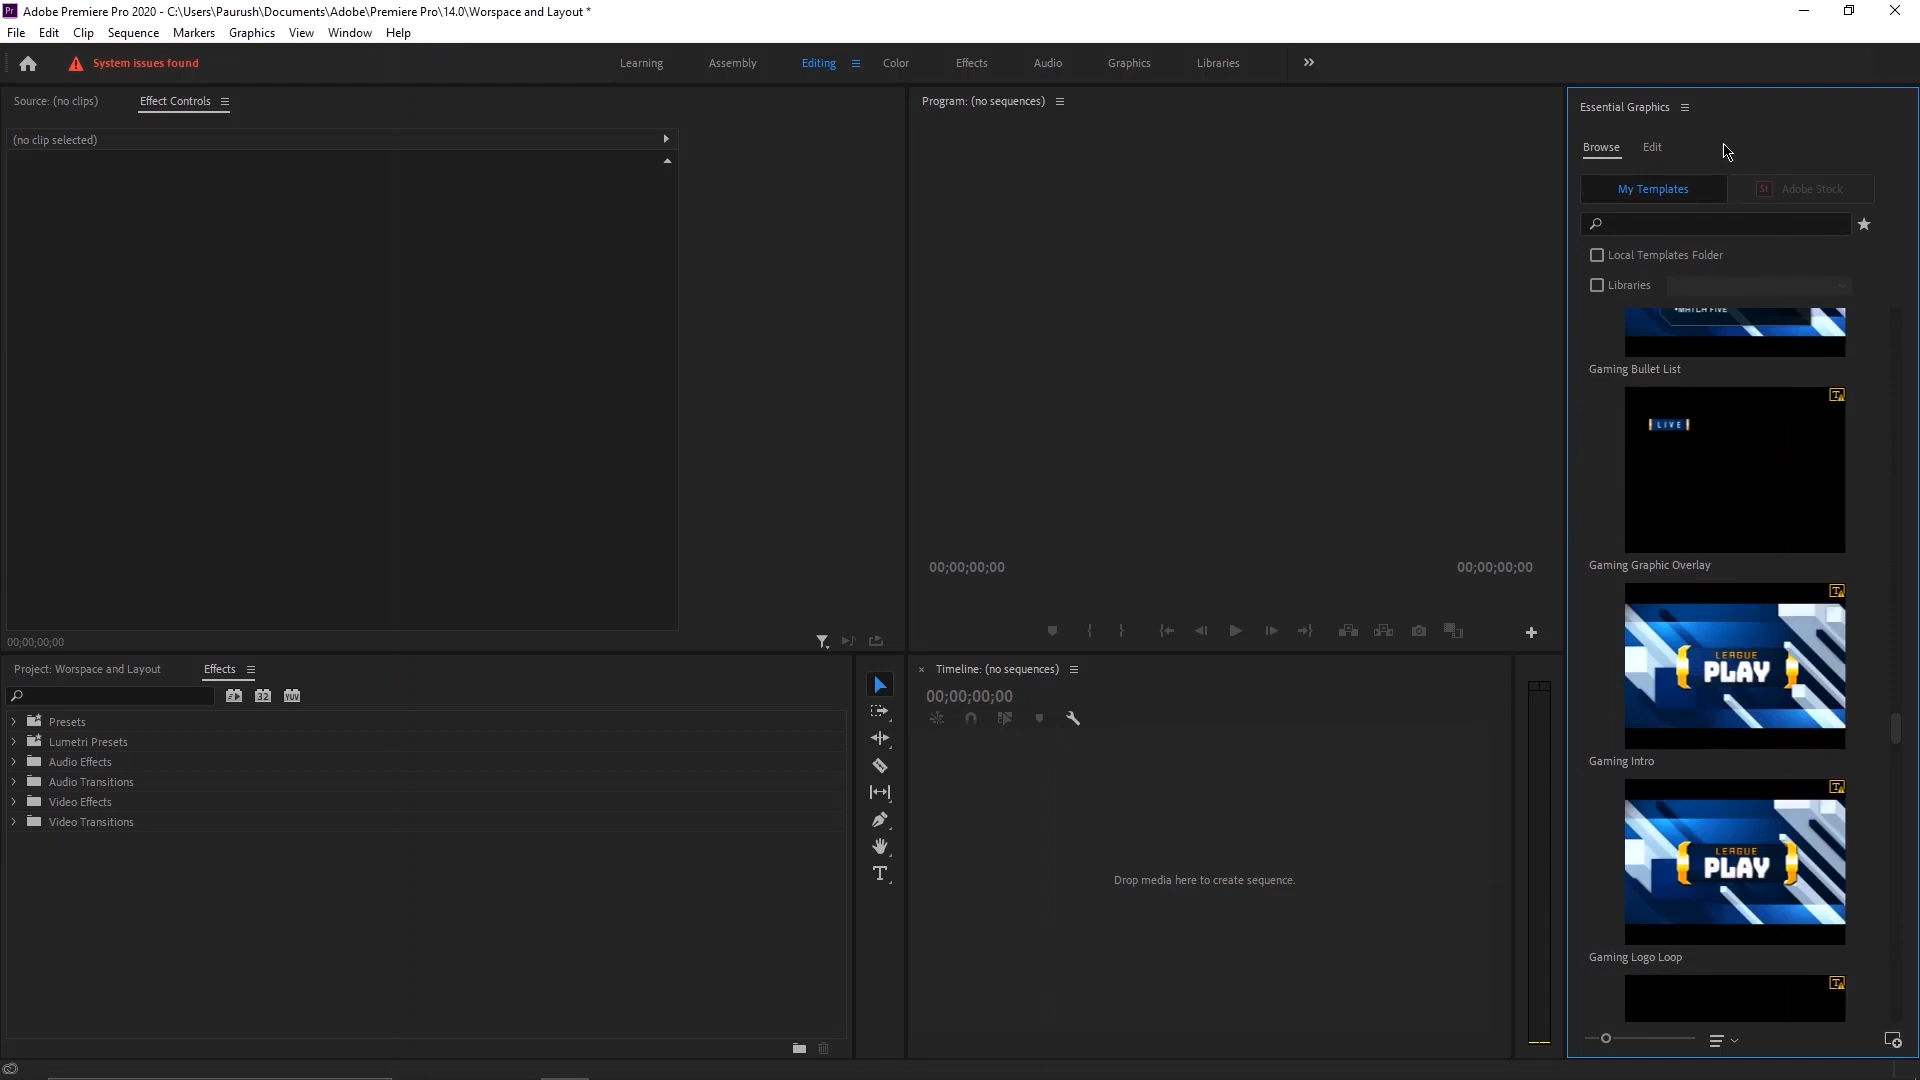 Pr Adobe Premiere Pro 2020 - C:\Users\Paurush\Documents\Adobe\Premiere Pro\14.0\Worspace and Layout *
File Edit Clip Sequence Markers Graphics View Window Help
System issues found Learning Assembly Editing Color Effects Audio Graphics Libraries
Source: (no clips) Effect Controls
(no clip selected)
00;00;00;00
Program: (no sequences)
00;00;00;00 00;00;00;00
Project: Worspace and Layout Effects
32 YUV
Presets
Lumetri Presets
Audio Effects
Audio Transitions
Video Effects
Video Transitions
Timeline: (no sequences)
00;00;00;00
Drop media here to create sequence.
Essential Graphics
Browse Edit
My Templates St Adobe Stock
Local Templates Folder
Libraries
•MATCH FIVE
Gaming Bullet List
LIVE
Gaming Graphic Overlay
LEAGUE
PLAY
Gaming Intro
LEAGUE
PLAY
Gaming Logo Loop